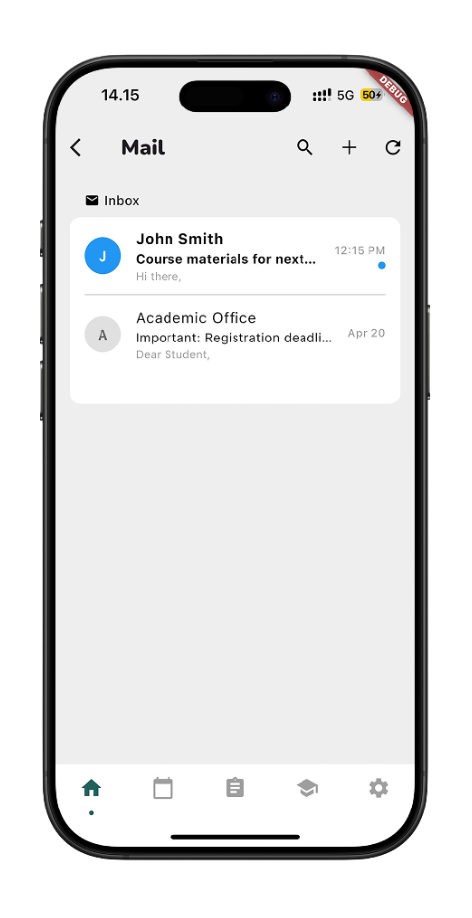 14.15
5G
50
DEBUG
Mail
Inbox
J
John Smith
12:15 PM
Course materials for next...
Hi there,
A
Academic Office
Apr 20
Important: Registration deadli...
Dear Student,